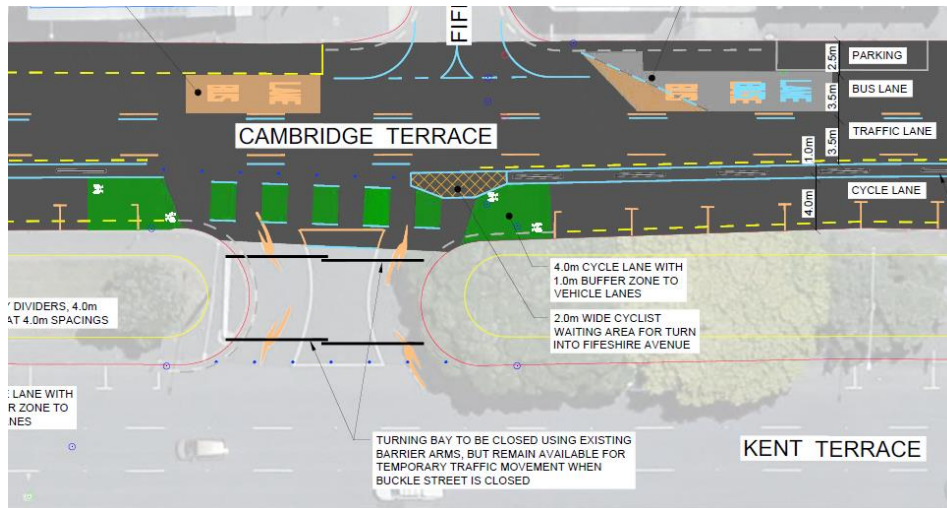 FIFE
CAMBRIDGE TERRACE
2.5m
3.5m
3.5m
1.0m
4.0m
PARKING
BUS LANE
TRAFFIC LANE
CYCLE LANE
4.0m CYCLE LANE WITH
1.0m BUFFER ZONE TO
VEHICLE LANES
2.0m WIDE CYCLIST
WAITING AREA FOR TURN
INTO FIFESHIRE AVENUE
DIVIDERS, 4.0m
AT 4.0m SPACINGS
LANE WITH
ZONE TO
TURNING BAY TO BE CLOSED USING EXISTING
BARRIER ARMS, BUT REMAIN AVAILABLE FOR
TEMPORARY TRAFFIC MOVEMENT WHEN
BUCKLE STREET IS CLOSED
KENT TERRACE